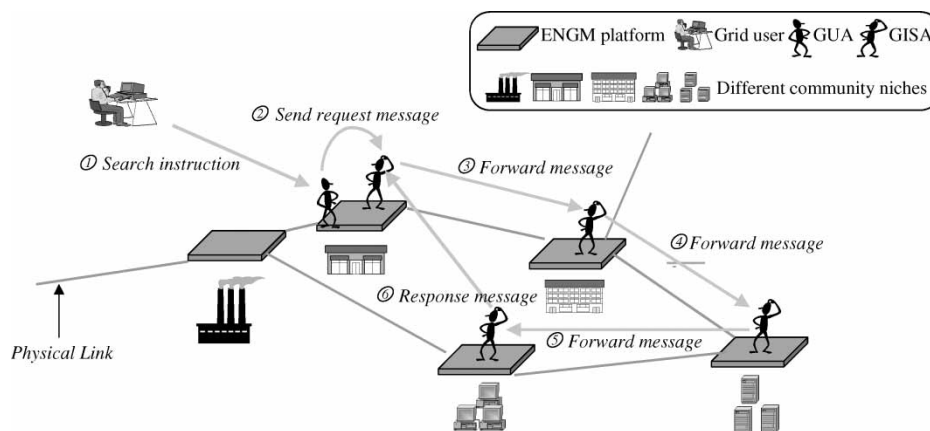 ENGM platform
Grid user
GUA
GISA
Different community niches
② Send request message
① Search instruction
③ Forward message
④ Forward message
⑥ Response message
⑤ Forward message
Physical Link